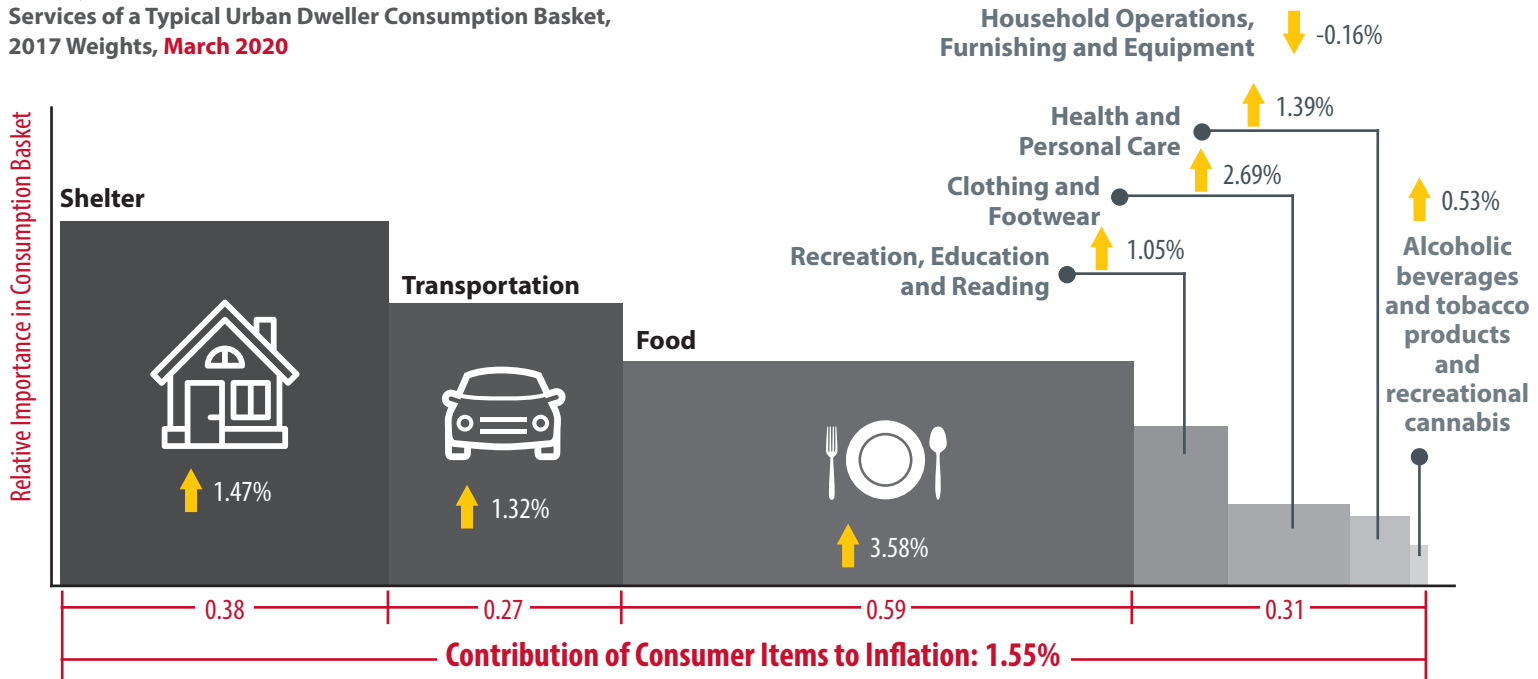 Services of a Typical Urban Dweller Consumption Basket,
2017 Weights, March 2020
Household Operations,
Furnishing and Equipment
-0.16%
Health and
Personal Care
1.39%
Clothing and
Footwear
2.69%
Recreation, Education
and Reading
1.05%
0.53%
Alcoholic
beverages
and tobacco
products
and
recreational
cannabis
Relative Importance in Consumption Basket
Shelter
1.47%
Transportation
1.32%
Food
3.58%
0.38
0.27
0.59
0.31
Contribution of Consumer Items to Inflation: 1.55%